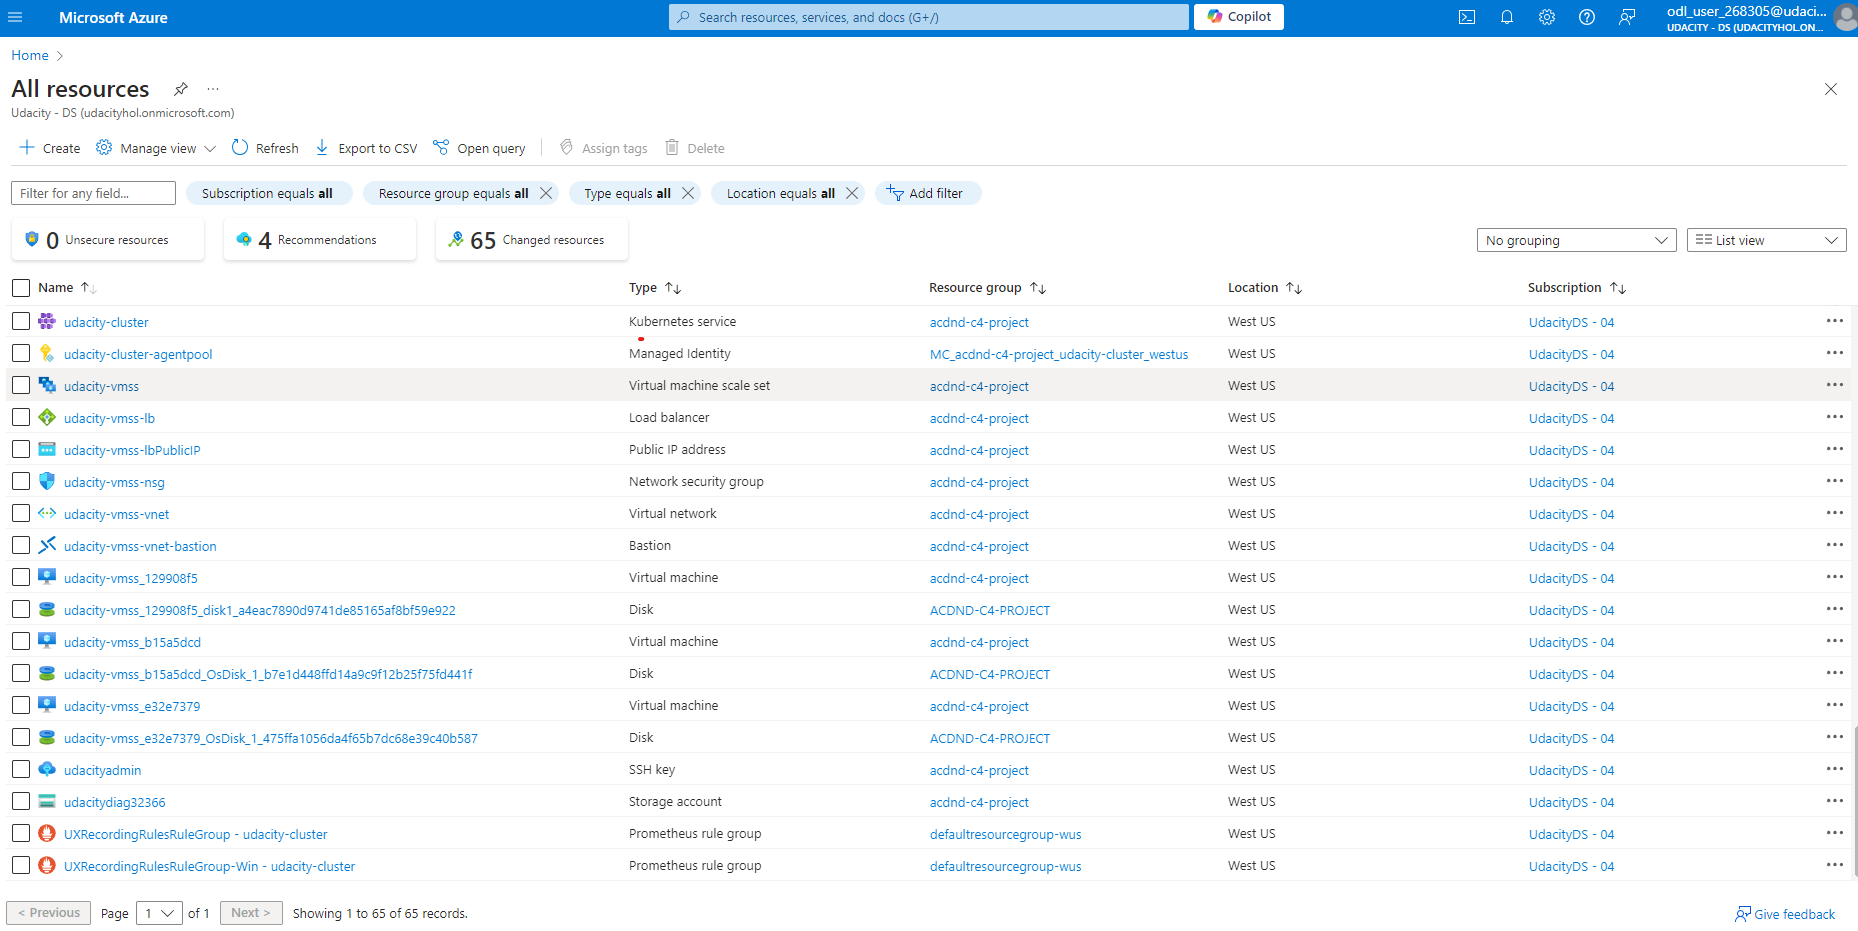 Microsoft Azure
Search resources, services, and docs (G+/)
Copilot
odl_user_268305@udaci...
UDACITY - DS (UDACITYHOL.ON...
Home
All resources
Udacity - DS (udacityhol.onmicrosoft.com)
Create Manage view Refresh Export to CSV Open query Assign tags Delete
Filter for any field... Subscription equals all Resource group equals all Type equals all Location equals all Add filter
0 Unsecure resources 4 Recommendations 65 Changed resources No grouping List view
Name Type Resource group Location Subscription
udacity-cluster Kubernetes service acdnd-c4-project West US UdacityDS - 04
udacity-cluster-agentpool Managed Identity MC_acdnd-c4-project_udacity-cluster_westus West US UdacityDS - 04
udacity-vmss Virtual machine scale set acdnd-c4-project West US UdacityDS - 04
udacity-vmss-lb Load balancer acdnd-c4-project West US UdacityDS - 04
udacity-vmss-lbPublicIP Public IP address acdnd-c4-project West US UdacityDS - 04
udacity-vmss-nsg Network security group acdnd-c4-project West US UdacityDS - 04
udacity-vmss-vnet Virtual network acdnd-c4-project West US UdacityDS - 04
udacity-vmss-vnet-bastion Bastion acdnd-c4-project West US UdacityDS - 04
udacity-vmss_129908f5 Virtual machine acdnd-c4-project West US UdacityDS - 04
udacity-vmss_129908f5_disk1_a4eac7890d9741de85165af8bf59e922 Disk ACDND-C4-PROJECT West US UdacityDS - 04
udacity-vmss_b15a5dcd Virtual machine acdnd-c4-project West US UdacityDS - 04
udacity-vmss_b15a5dcd_OsDisk_1_b7e1d448ffd14a9c9f12b25f75fd441f Disk ACDND-C4-PROJECT West US UdacityDS - 04
udacity-vmss_e32e7379 Virtual machine acdnd-c4-project West US UdacityDS - 04
udacity-vmss_e32e7379_OsDisk_1_475ffa1056da4f65b7dc68e39c40b587 Disk ACDND-C4-PROJECT West US UdacityDS - 04
udacityadmin SSH key acdnd-c4-project West US UdacityDS - 04
udacitydiag32366 Storage account acdnd-c4-project West US UdacityDS - 04
UXRecordingRulesRuleGroup - udacity-cluster Prometheus rule group defaultresourcegroup-wus West US UdacityDS - 04
UXRecordingRulesRuleGroup-Win - udacity-cluster Prometheus rule group defaultresourcegroup-wus West US UdacityDS - 04
< Previous Page 1 of 1 Next > Showing 1 to 65 of 65 records. Give feedback